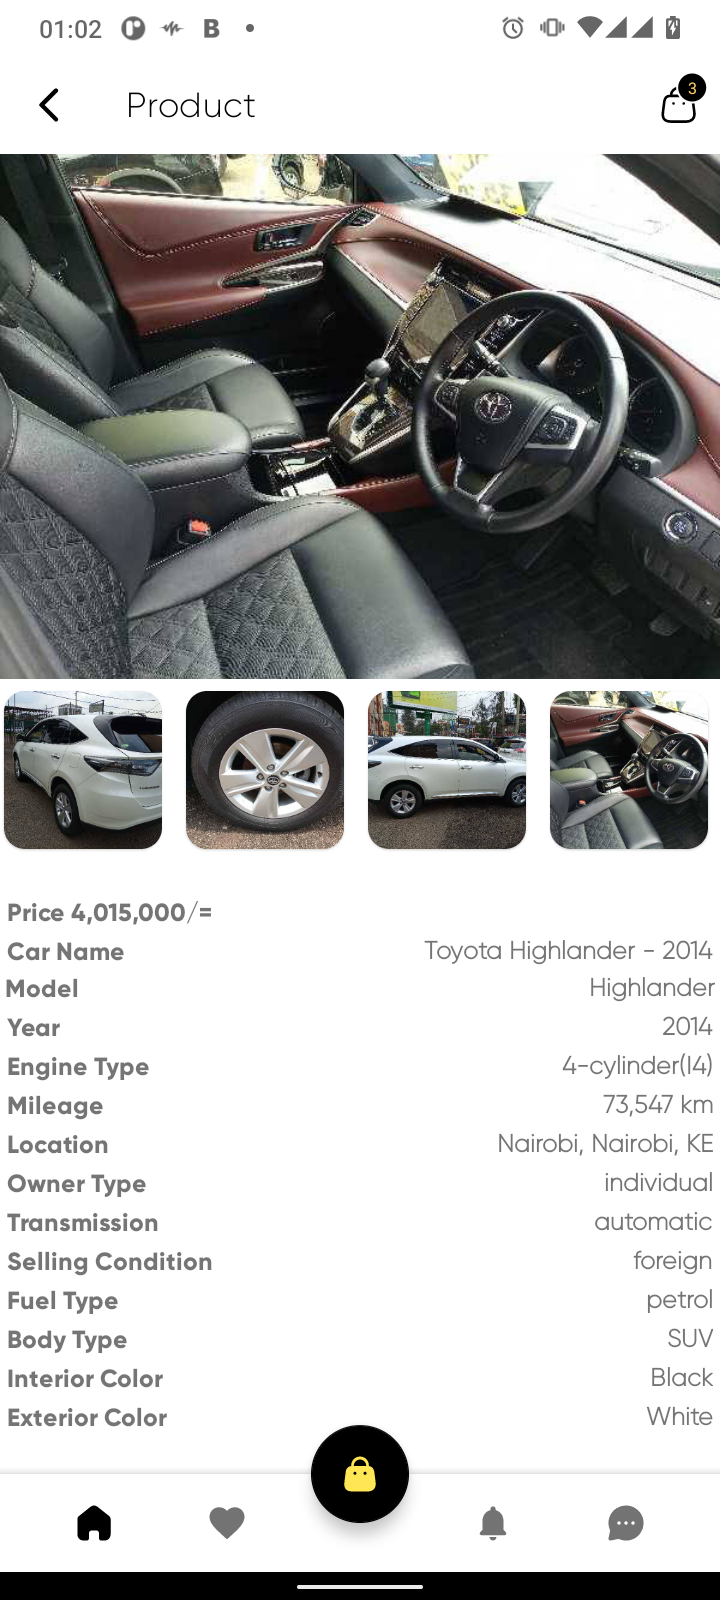 01:02
B
Product
3
Price 4,015,000/=
Car Name Toyota Highlander - 2014
Model Highlander
Year 2014
Engine Type 4-cylinder(I4)
Mileage 73,547 km
Location Nairobi, Nairobi, KE
Owner Type individual
Transmission automatic
Selling Condition foreign
Fuel Type petrol
Body Type SUV
Interior Color Black
Exterior Color White